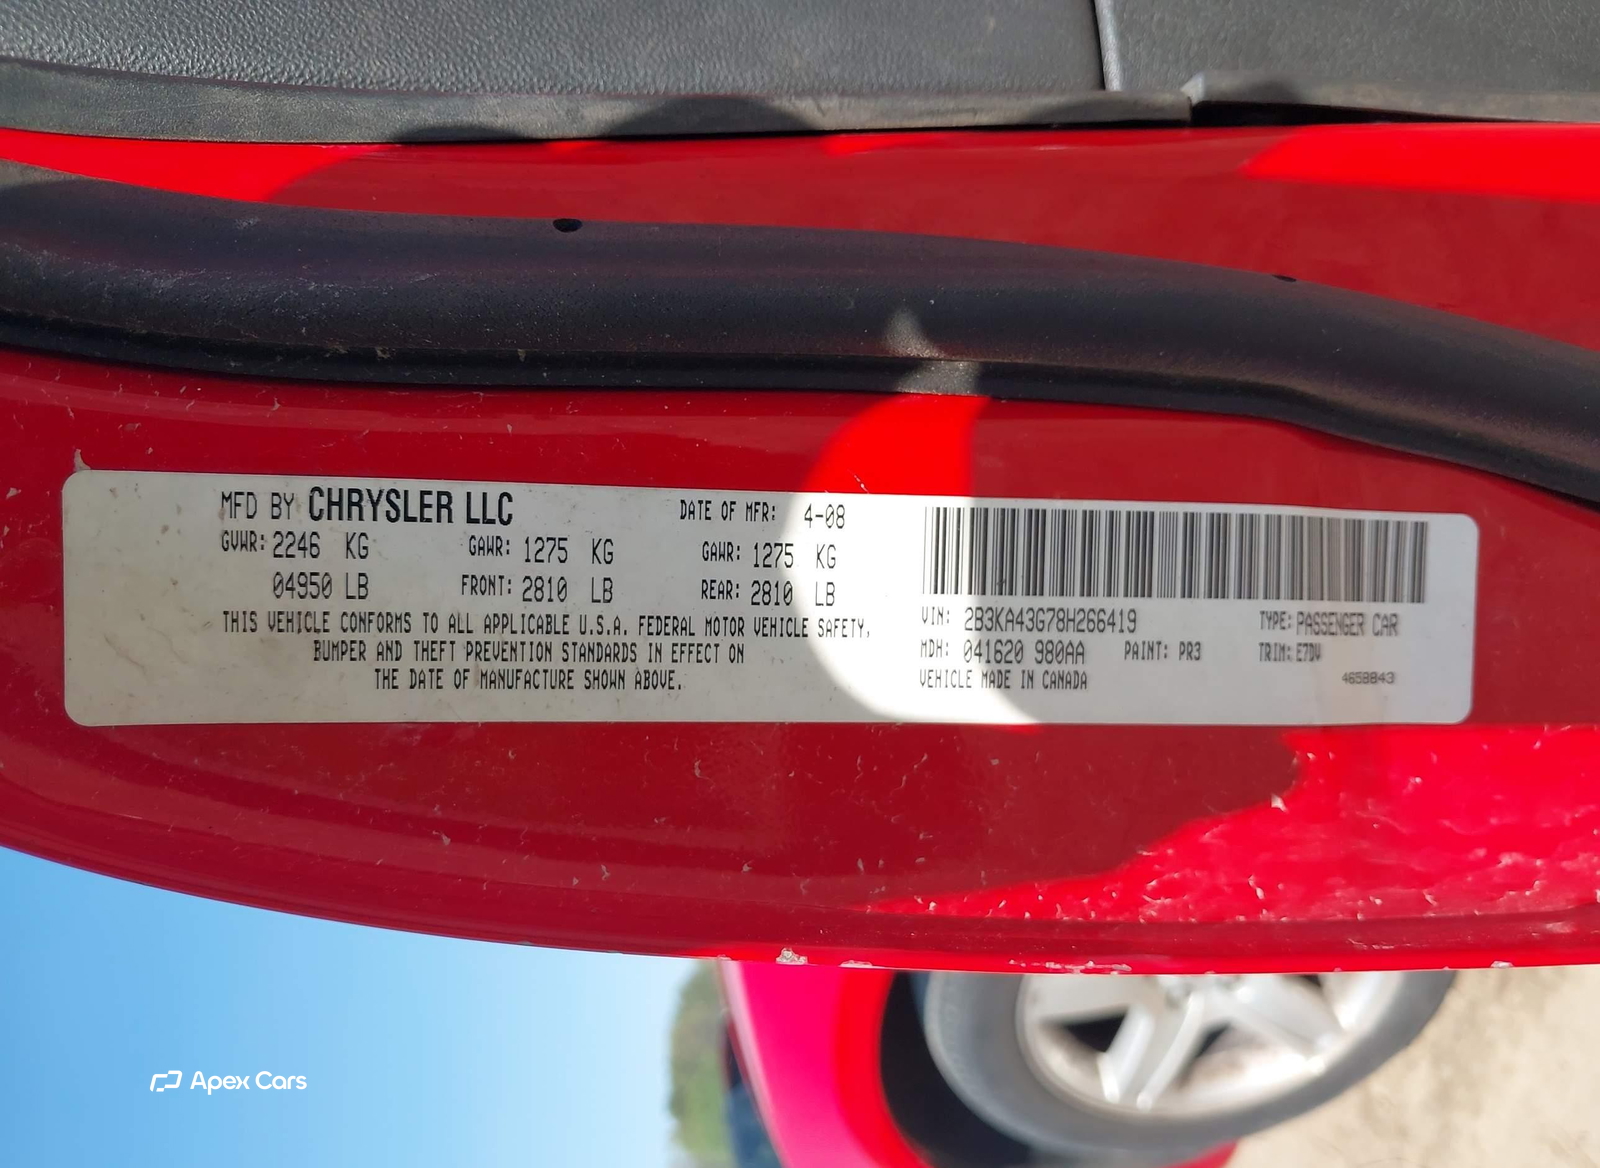 MFD BY CHRYSLER LLC DATE OF MFR: 4-08
GVWR: 2246 KG GAWR: 1275 KG GAWR: 1275 KG
04950 LB FRONT: 2810 LB REAR: 2810 LB
THIS VEHICLE CONFORMS TO ALL APPLICABLE U.S.A. FEDERAL MOTOR VEHICLE SAFETY,
BUMPER AND THEFT PREVENTION STANDARDS IN EFFECT ON
THE DATE OF MANUFACTURE SHOWN ABOVE.
VIN: 2B3KA43G78H266419 TYPE: PASSENGER CAR
MDH: 041620 980AA PAINT: PR3 TRIM: E7DV
VEHICLE MADE IN CANADA 4658843
Apex Cars